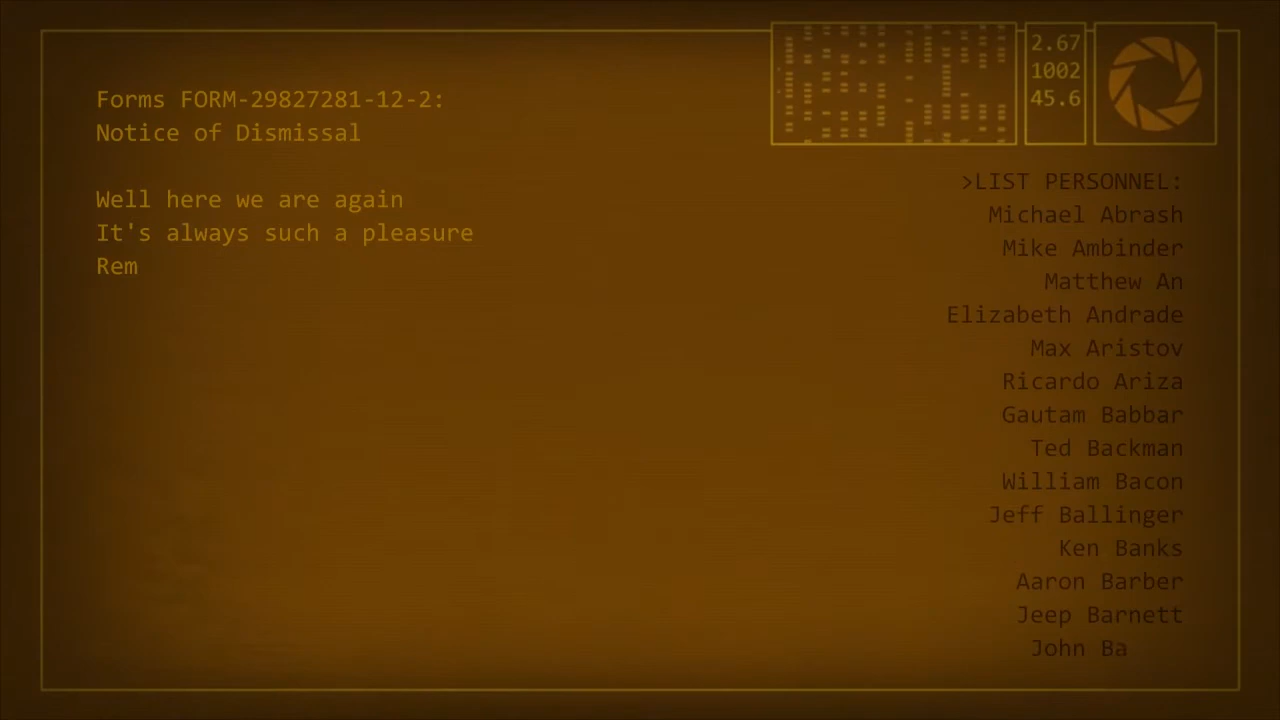 Forms FORM-29827281-12-2:
Notice of Dismissal
Well here we are again
It's always such a pleasure
Rem
2.67
1002
45.6
>LIST PERSONNEL:
Michael Abrash
Mike Ambinder
Matthew An
Elizabeth Andrade
Max Aristov
Ricardo Ariza
Gautam Babbar
Ted Backman
William Bacon
Jeff Ballinger
Ken Banks
Aaron Barber
Jeep Barnett
John Ba